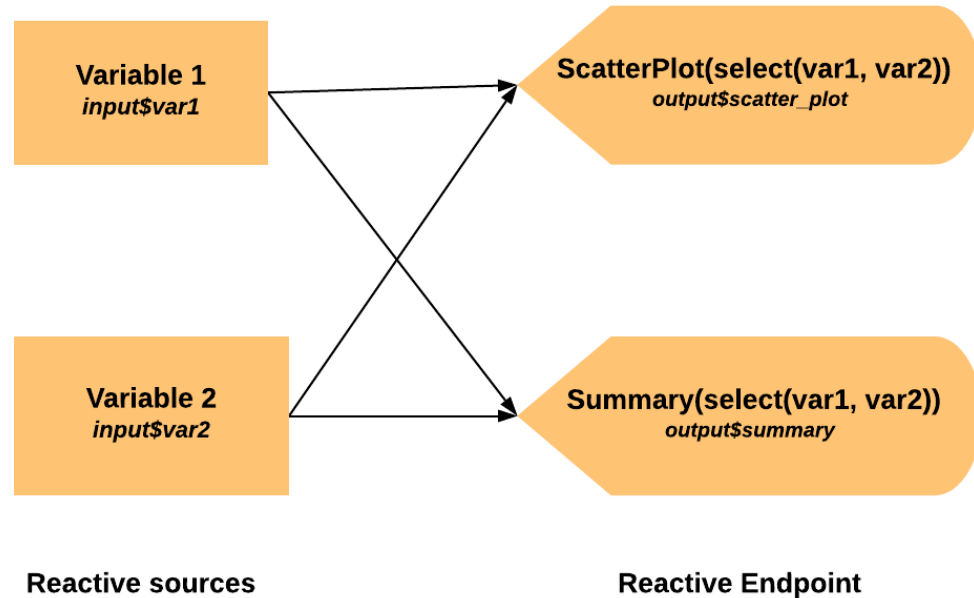 Variable 1
input$var1
ScatterPlot(select(var1, var2))
output$scatter_plot
Variable 2
input$var2
Summary(select(var1, var2))
output$summary
Reactive sources
Reactive Endpoint